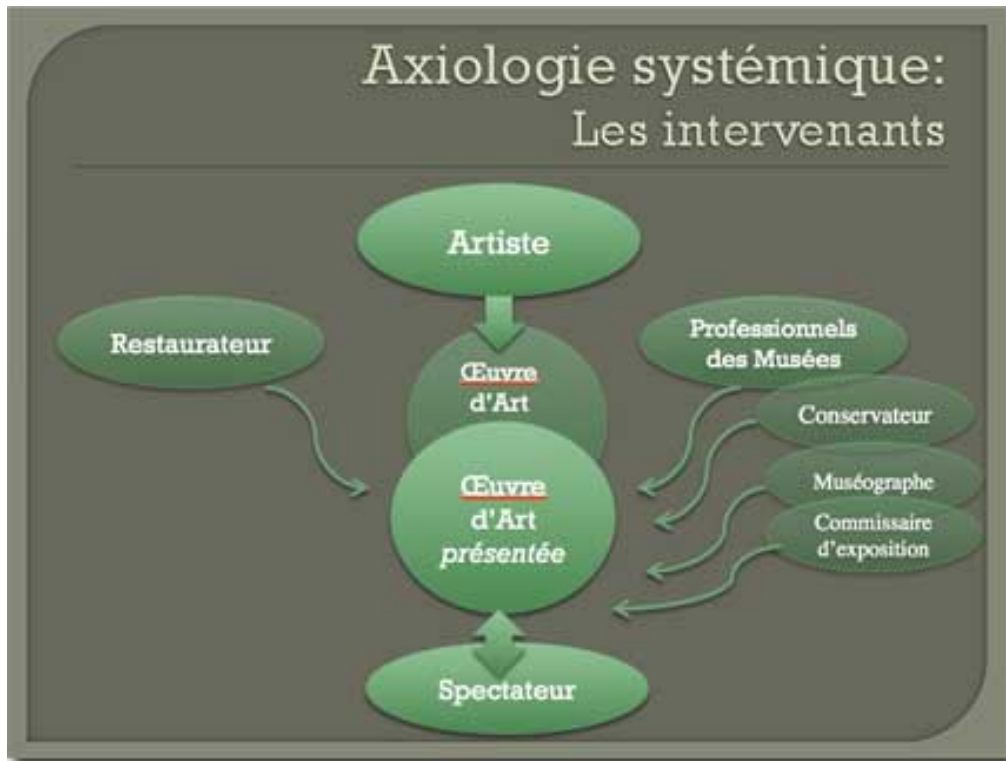 Axiologie systémique:
Les intervenants
Artiste
Restaurateur
Professionnels
des Musées
Œuvre
d'Art
Conservateur
Œuvre
d'Art
présentée
Muséographe
Commissaire
d'exposition
Spectateur